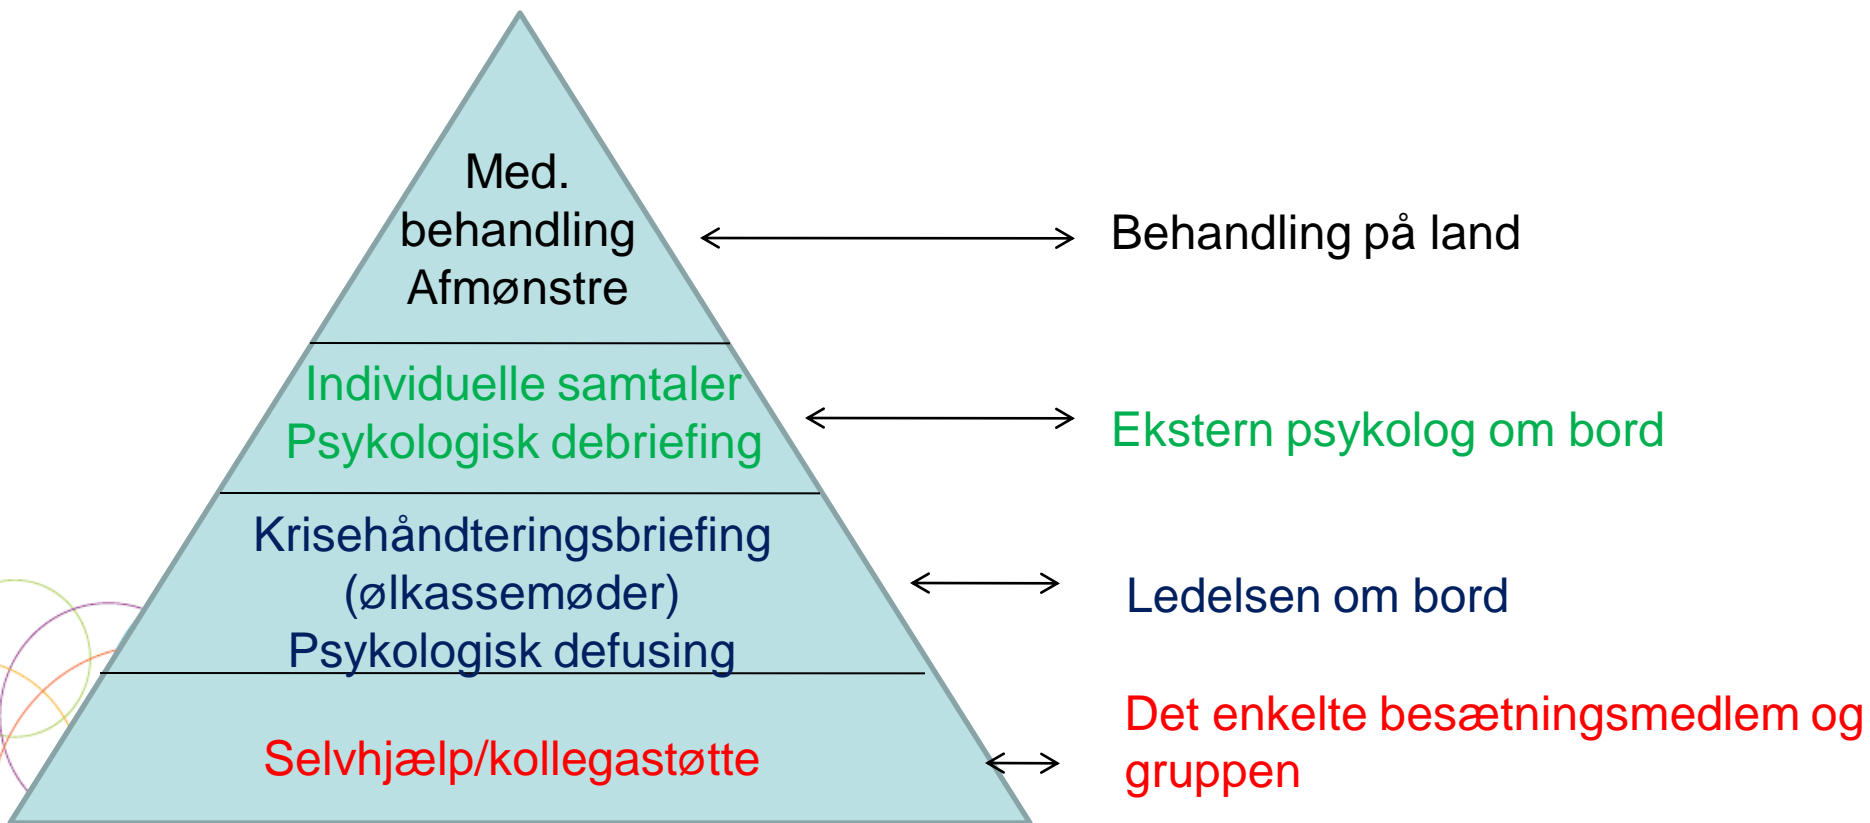 Med.
behandling
Afmønstre
Behandling på land
Individuelle samtaler
Psykologisk debriefing
Ekstern psykolog om bord
Krisehåndteringsbriefing
(ølkassemøder)
Psykologisk defusing
Ledelsen om bord
Selvhjælp/kollegastøtte
Det enkelte besætningsmedlem og
gruppen